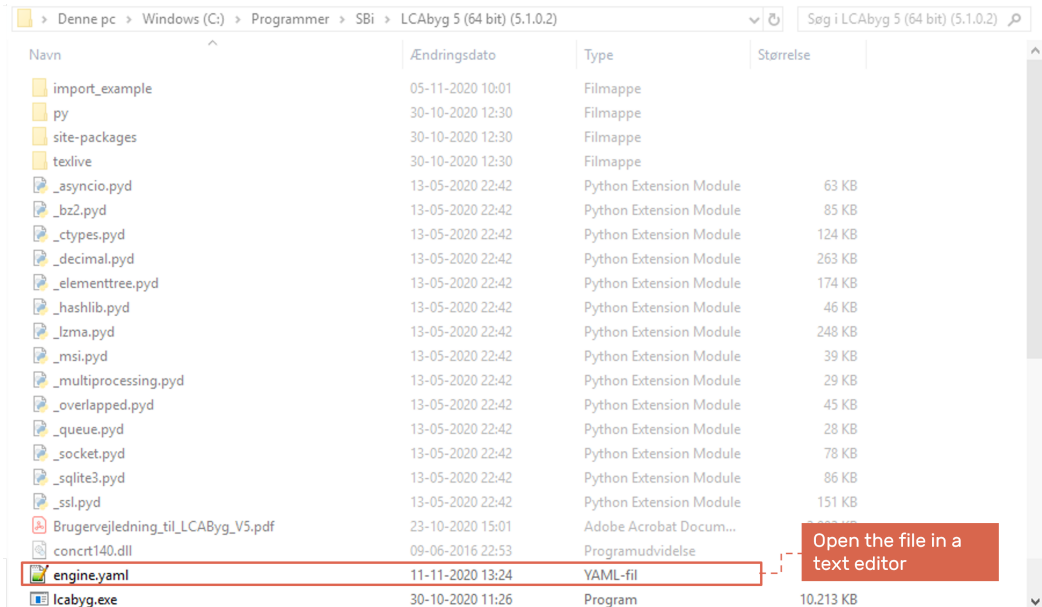 Denne pc > Windows (C:) > Programmer > SBi > LCAbyg 5 (64 bit) (5.1.0.2)
Søg i LCAbyg 5 (64 bit) (5.1.0.2)
Navn Ændringsdato Type Størrelse
import_example 05-11-2020 10:01 Filmappe
py 30-10-2020 12:30 Filmappe
site-packages 30-10-2020 12:30 Filmappe
texlive 30-10-2020 12:30 Filmappe
_asyncio.pyd 13-05-2020 22:42 Python Extension Module 63 KB
_bz2.pyd 13-05-2020 22:42 Python Extension Module 85 KB
_ctypes.pyd 13-05-2020 22:42 Python Extension Module 124 KB
_decimal.pyd 13-05-2020 22:42 Python Extension Module 263 KB
_elementtree.pyd 13-05-2020 22:42 Python Extension Module 174 KB
_hashlib.pyd 13-05-2020 22:42 Python Extension Module 46 KB
_lzma.pyd 13-05-2020 22:42 Python Extension Module 248 KB
_msi.pyd 13-05-2020 22:42 Python Extension Module 39 KB
_multiprocessing.pyd 13-05-2020 22:42 Python Extension Module 29 KB
_overlapped.pyd 13-05-2020 22:42 Python Extension Module 45 KB
_queue.pyd 13-05-2020 22:42 Python Extension Module 28 KB
_socket.pyd 13-05-2020 22:42 Python Extension Module 78 KB
_sqlite3.pyd 13-05-2020 22:42 Python Extension Module 86 KB
_ssl.pyd 13-05-2020 22:42 Python Extension Module 151 KB
Brugervejledning_til_LCAByg_V5.pdf 23-10-2020 15:01 Adobe Acrobat Docum...
concrt140.dll 09-06-2016 22:53 Programudvidelse
Open the file in a
text editor
engine.yaml 11-11-2020 13:24 YAML-fil
lcabyg.exe 30-10-2020 11:26 Program 10.213 KB